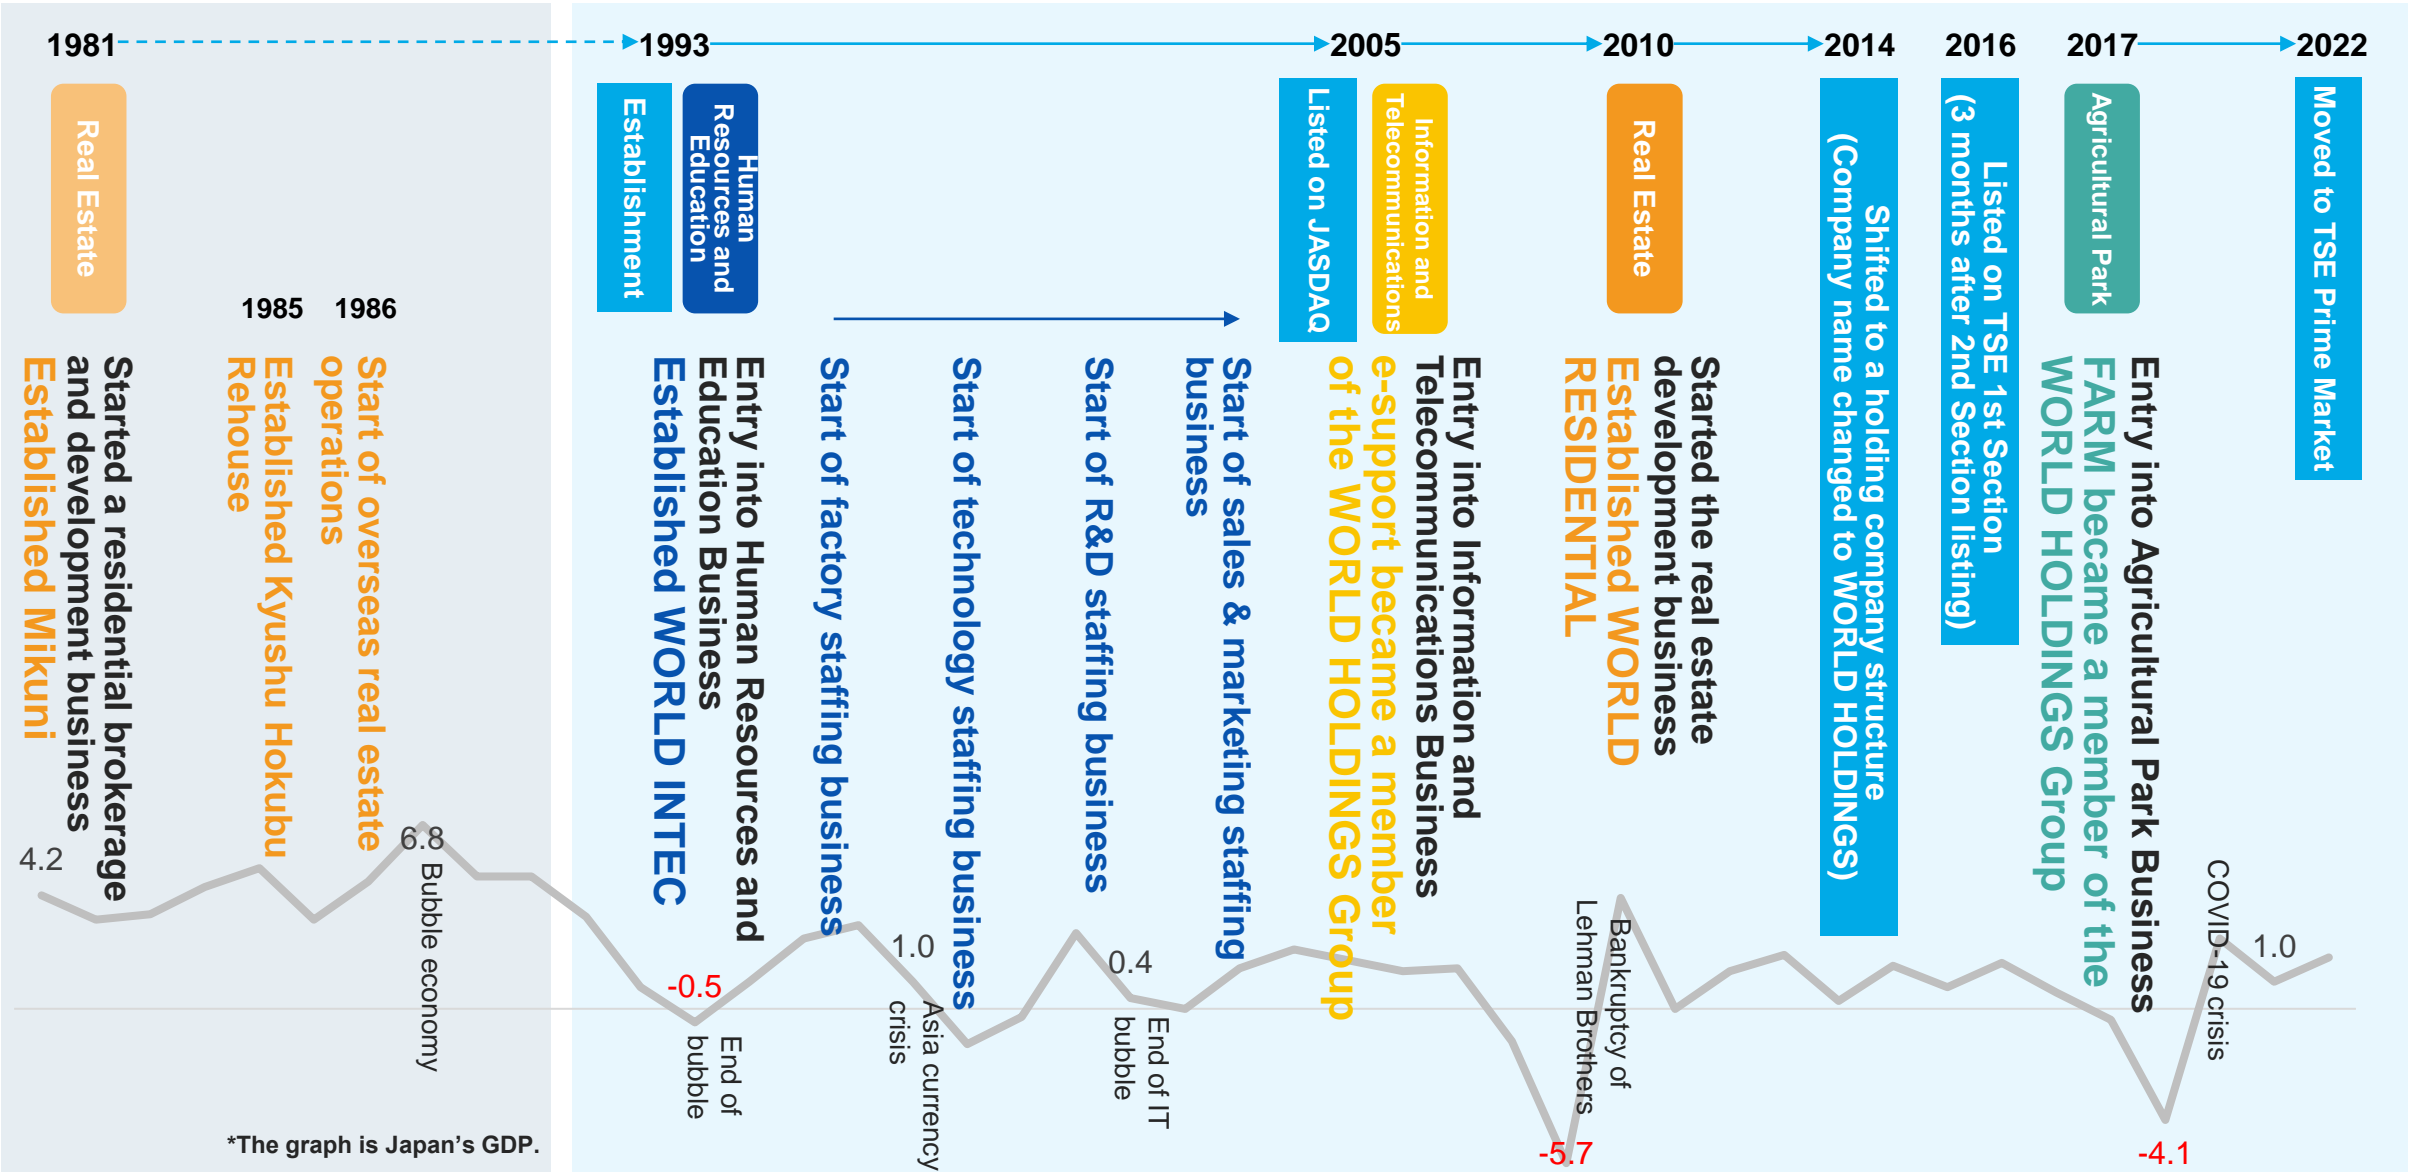 1981
1993
2005
2010
2014
2016
2017
2022
Real Estate
Started a residential brokerage
and development business
Established Mikuni
1985
Established Kyushu Hokubu
Rehouse
1986
Start of overseas real estate
operations
Establishment
Human
Resources and
Education
Entry into Human Resources and
Education Business
Established WORLD INTEC
Start of factory staffing business
Start of technology staffing business
Start of R&D staffing business
Start of sales & marketing staffing
business
Listed on JASDAQ
Information and
Telecommunications
Entry into Information and
Telecommunications Business
e-support became a member
of the WORLD HOLDINGS Group
Real Estate
Started the real estate
development business
Established WORLD
RESIDENTIAL
Shifted to a holding company structure
(Company name changed to WORLD HOLDINGS)
Listed on TSE 1st Section
(3 months after 2nd Section listing)
Agricultural Park
Entry into Agricultural Park Business
FARM became a member of the
WORLD HOLDINGS Group
Moved to TSE Prime Market
4.2
6.8
Bubble economy
-0.5
End of
bubble
1.0
Asia currency
crisis
0.4
End of IT
bubble
Bankruptcy of
Lehman Brothers
-5.7
COVID-19 crisis
-4.1
1.0
*The graph is Japan's GDP.